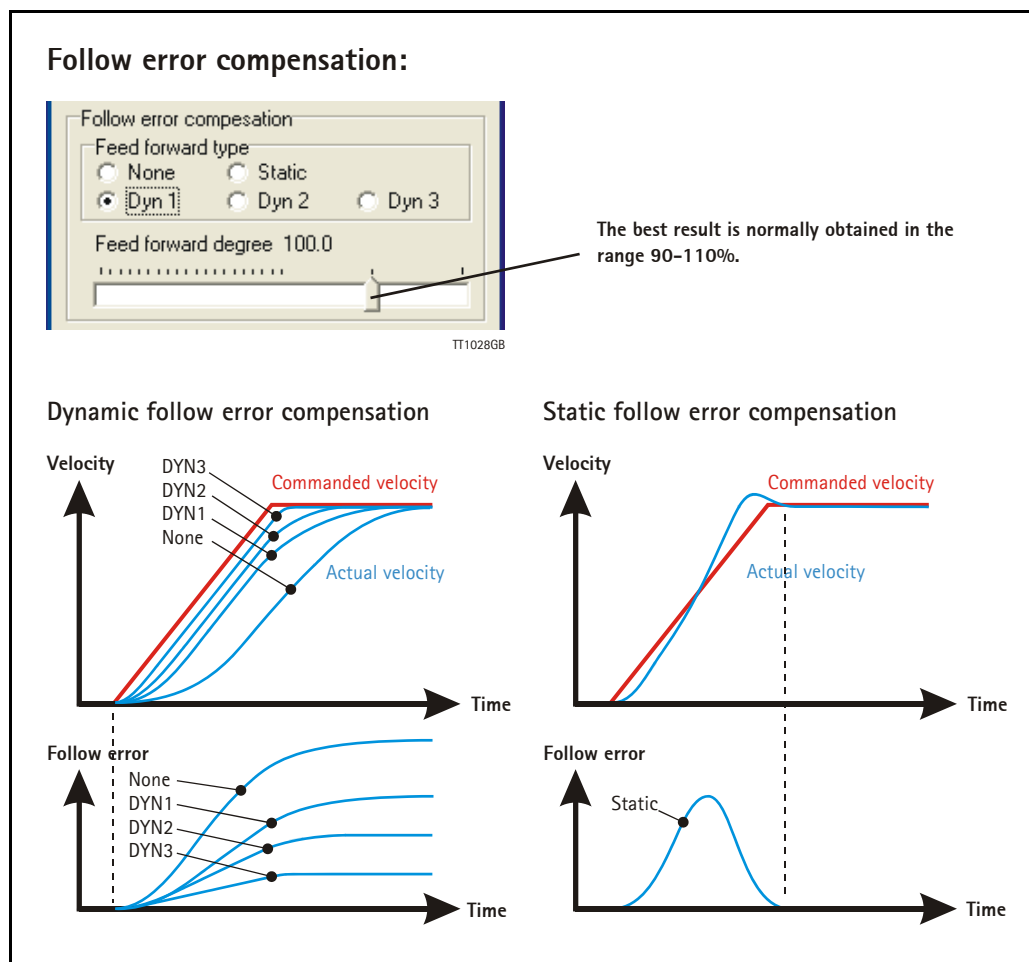 Follow error compensation:
Follow error compesation
Feed forward type
None
Static
Dyn 1
Dyn 2
Dyn 3
Feed forward degree 100.0
The best result is normally obtained in the
range 90-110%.
TT1028GB
Dynamic follow error compensation
Velocity
DYN3
DYN2
DYN1
None
Commanded velocity
Actual velocity
Time
Follow error
None
DYN1
DYN2
DYN3
Time
Static follow error compensation
Velocity
Commanded velocity
Actual velocity
Time
Follow error
Static
Time